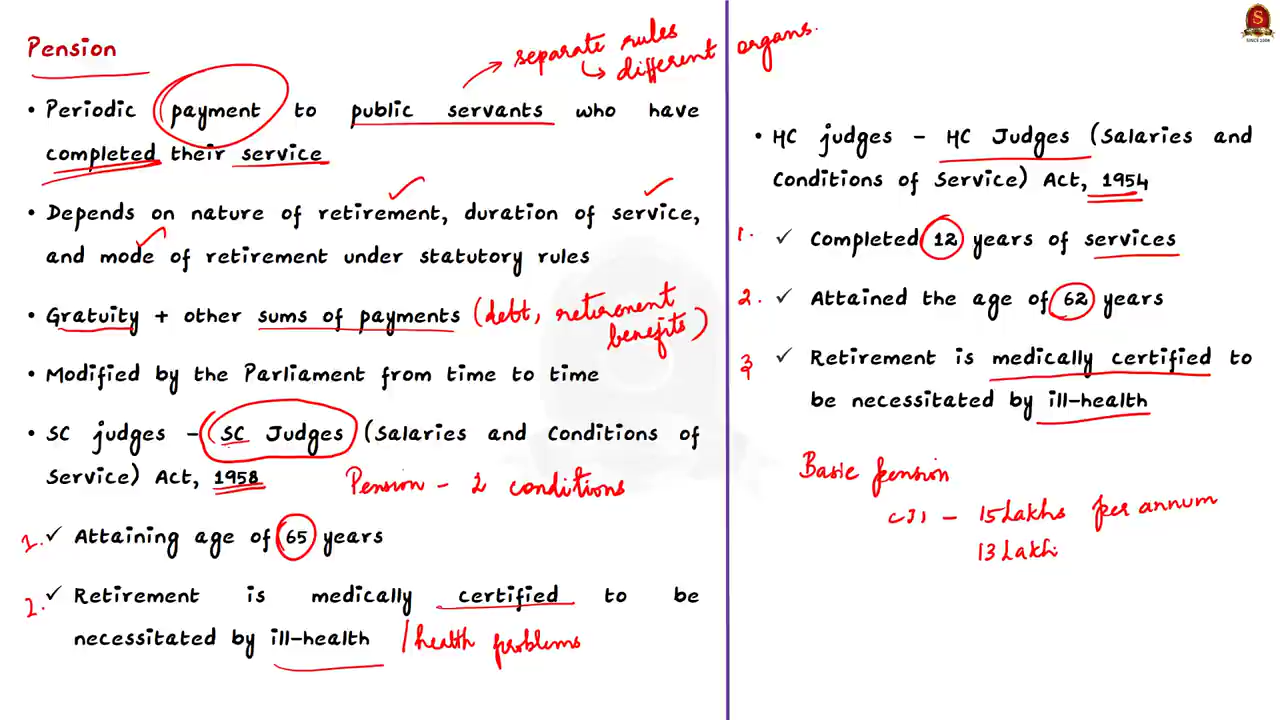 Pension
separate rules
↳ different organs.
• Periodic payment to public servants who have
completed their service
• Depends on nature of retirement, duration of service,
and mode of retirement under statutory rules
• Gratuity + other sums of payments (debt, retirement
benefits)
• Modified by the Parliament from time to time
• SC judges - SC Judges (Salaries and Conditions of
Service) Act, 1958 Pension - 2 conditions
1. ✓ Attaining age of 65 years
2. ✓ Retirement is medically certified to be
necessitated by ill-health / health problems
• HC judges - HC Judges (Salaries and
Conditions of Service) Act, 1954
1. ✓ Completed 12 years of services
2. ✓ Attained the age of 62 years
3 ✓ Retirement is medically certified to
be necessitated by ill-health
Basic pension
CJI - 15 Lakhs per annum
13 Lakh
S
SINCE 2004